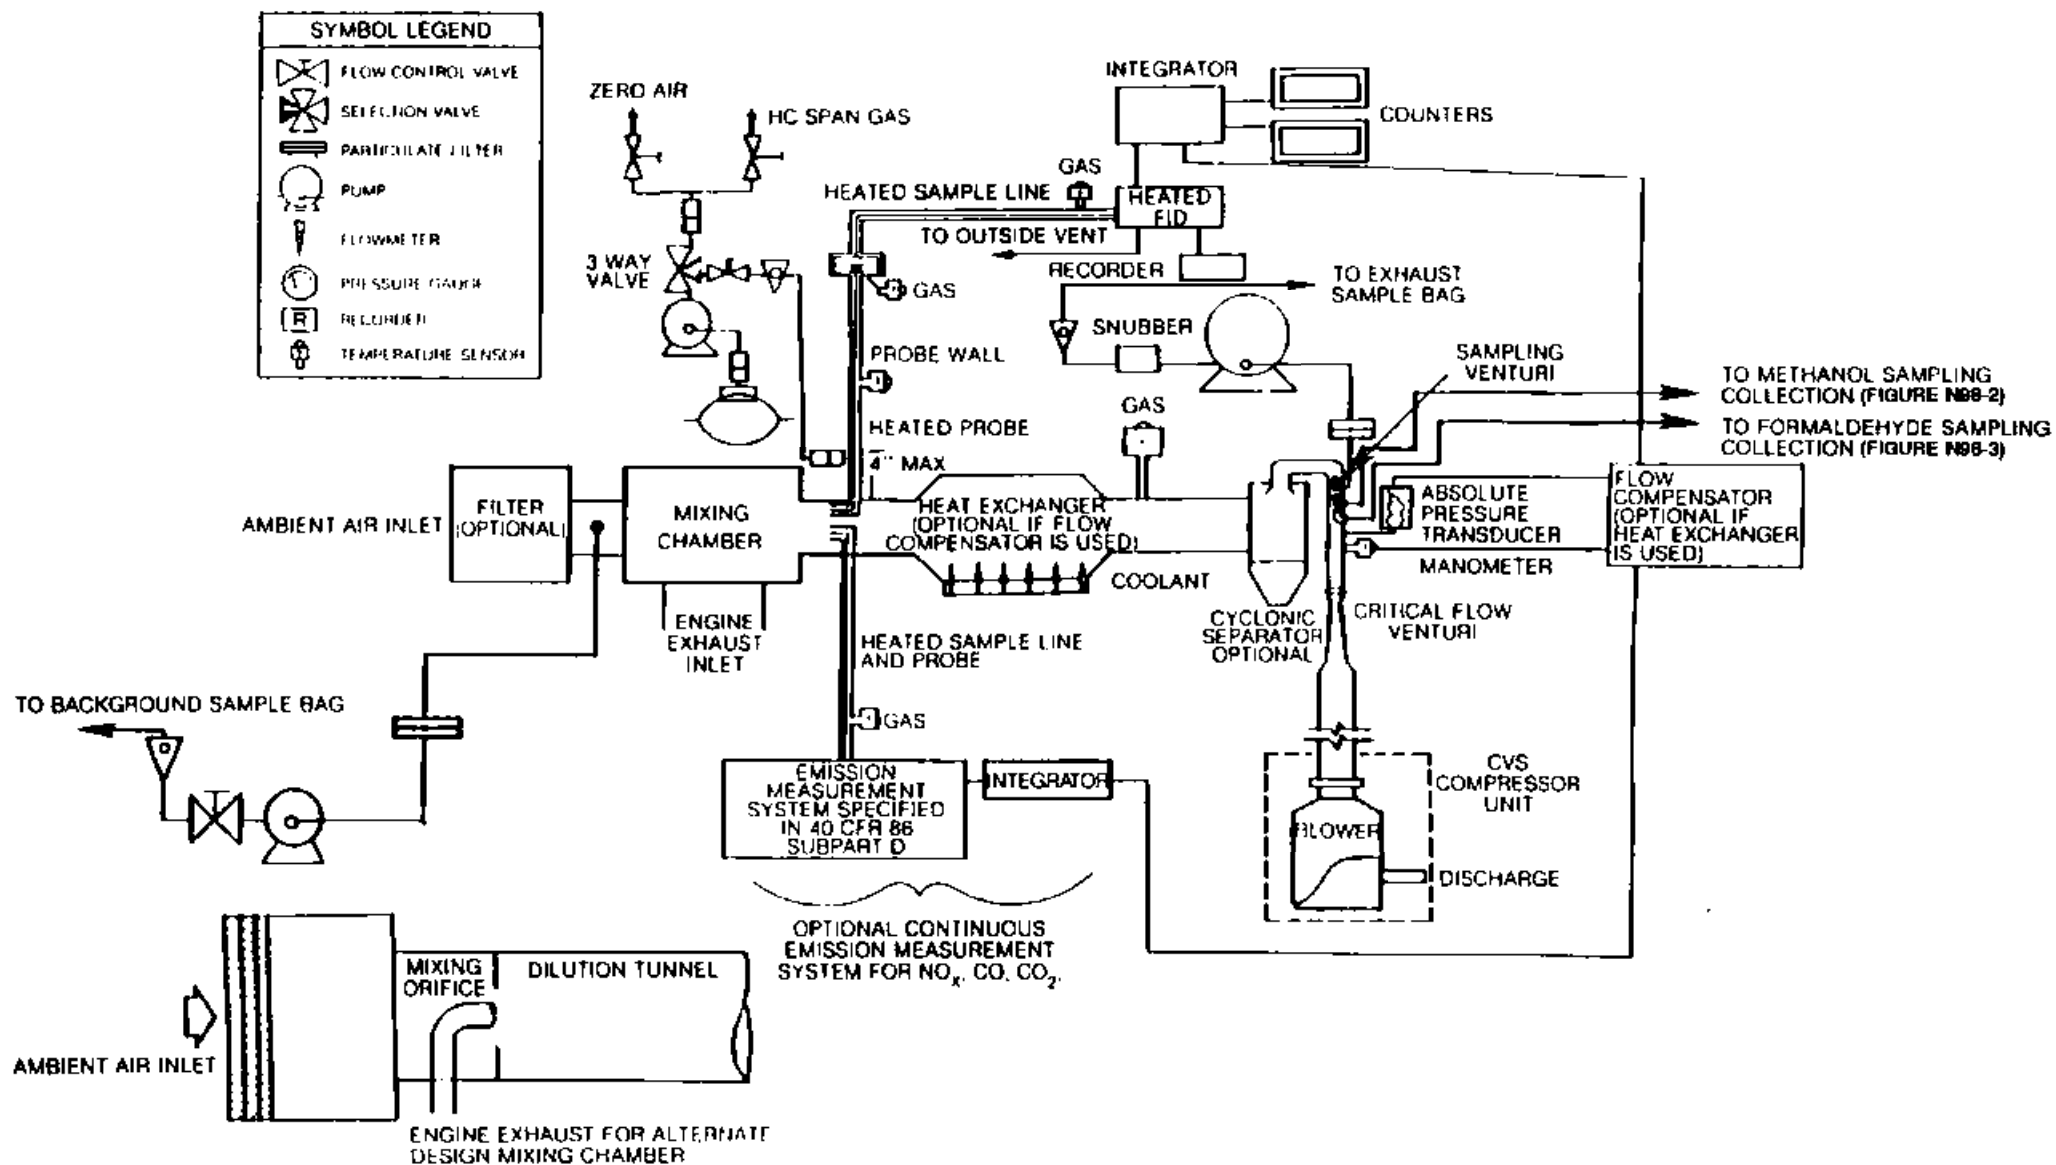 SYMBOL LEGEND
FLOW CONTROL VALVE
SELECTION VALVE
PARTICULATE FILTER
PUMP
FLOWMETER
PRESSURE GAUGE
R
RECORDER
TEMPERATURE SENSOR
ZERO AIR
HC SPAN GAS
INTEGRATOR
COUNTERS
GAS
HEATED SAMPLE LINE
HEATED
FID
TO OUTSIDE VENT
3 WAY
VALVE
GAS
RECORDER
TO EXHAUST
SAMPLE BAG
SNUBBER
PROBE WALL
SAMPLING
VENTURI
TO METHANOL SAMPLING
COLLECTION (FIGURE N98-2)
GAS
HEATED PROBE
TO FORMALDEHYDE SAMPLING
COLLECTION (FIGURE N98-3)
4" MAX
AMBIENT AIR INLET
FILTER
(OPTIONAL)
MIXING
CHAMBER
HEAT EXCHANGER
(OPTIONAL IF FLOW
COMPENSATOR IS USED)
ABSOLUTE
PRESSURE
TRANSDUCER
FLOW
COMPENSATOR
(OPTIONAL IF
HEAT EXCHANGER
IS USED)
MANOMETER
COOLANT
ENGINE
EXHAUST
INLET
CYCLONIC
SEPARATOR
OPTIONAL
CRITICAL FLOW
VENTURI
HEATED SAMPLE LINE
AND PROBE
TO BACKGROUND SAMPLE BAG
GAS
EMISSION
MEASUREMENT
SYSTEM SPECIFIED
IN 40 CFR 86
SUBPART D
INTEGRATOR
CVS
COMPRESSOR
UNIT
BLOWER
DISCHARGE
OPTIONAL CONTINUOUS
EMISSION MEASUREMENT
SYSTEM FOR NOx, CO, CO2.
MIXING
ORIFICE
DILUTION TUNNEL
AMBIENT AIR INLET
ENGINE EXHAUST FOR ALTERNATE
DESIGN MIXING CHAMBER